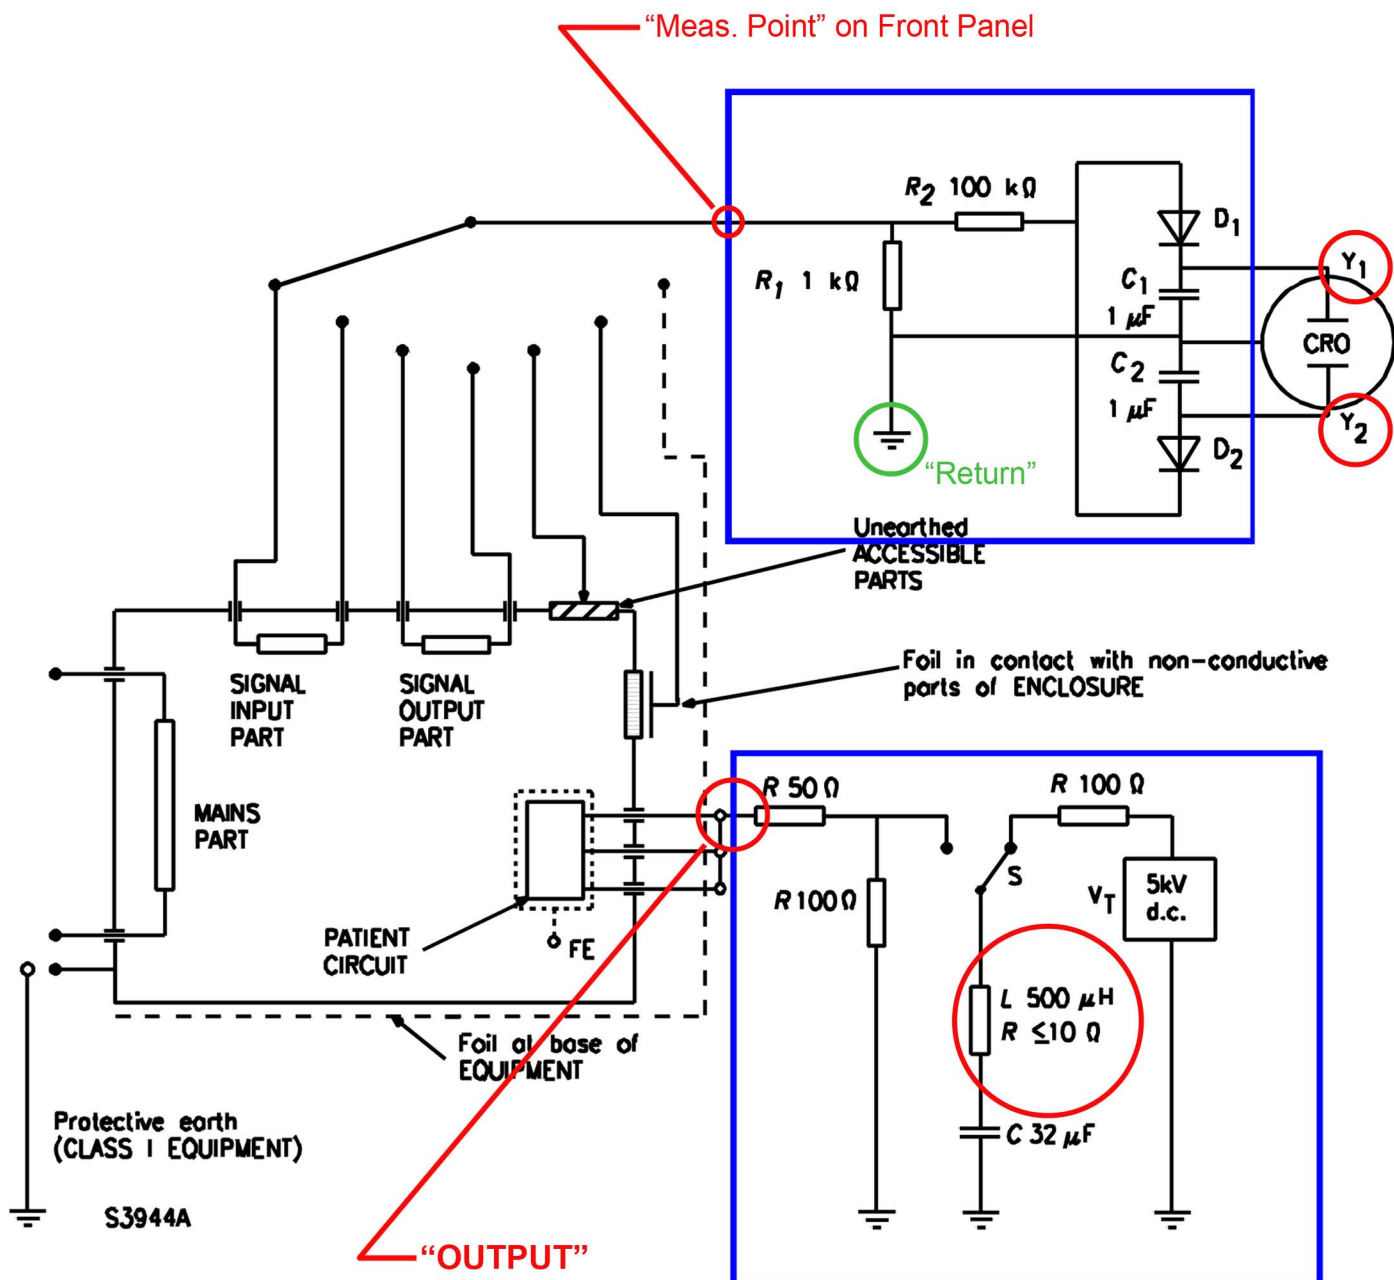 “Meas. Point” on Front Panel
R2 100 kΩ
D1
R1 1 kΩ
C1
1 µF
Y1
CRO
C2
1 µF
Y2
D2
“Return”
Unearthed
ACCESSIBLE
PARTS
Foil in contact with non-conductive
parts of ENCLOSURE
SIGNAL
INPUT
PART
SIGNAL
OUTPUT
PART
MAINS
PART
R 50 Ω
R 100 Ω
S
VT
5kV
d.c.
R 100 Ω
PATIENT
CIRCUIT
FE
L 500 µH
R ≤10 Ω
C 32 µF
Foil at base of
EQUIPMENT
Protective earth
(CLASS I EQUIPMENT)
S3944A
“OUTPUT”